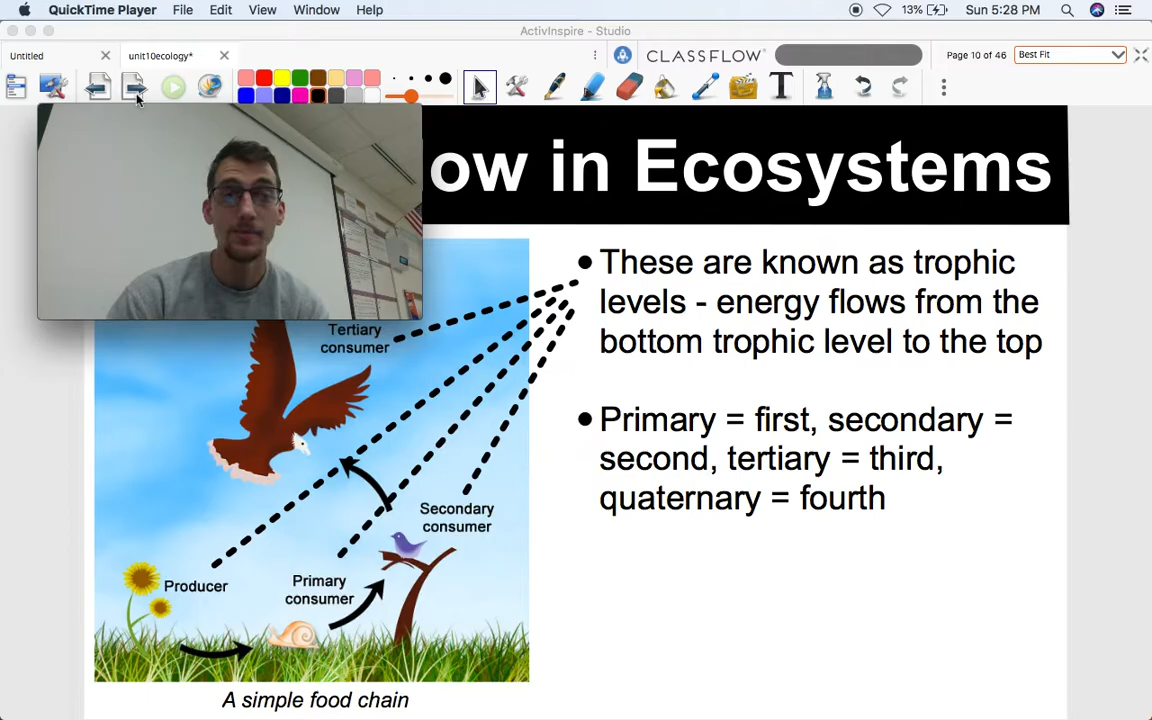 QuickTime Player File Edit View Window Help 13% Sun 5:28 PM
ActivInspire - Studio
Untitled unit10ecology* CLASSFLOW Page 10 of 46 Best Fit
ow in Ecosystems
• These are known as trophic
levels - energy flows from the
bottom trophic level to the top
• Primary = first, secondary =
second, tertiary = third,
quaternary = fourth
Tertiary
consumer
Secondary
consumer
Producer
Primary
consumer
A simple food chain